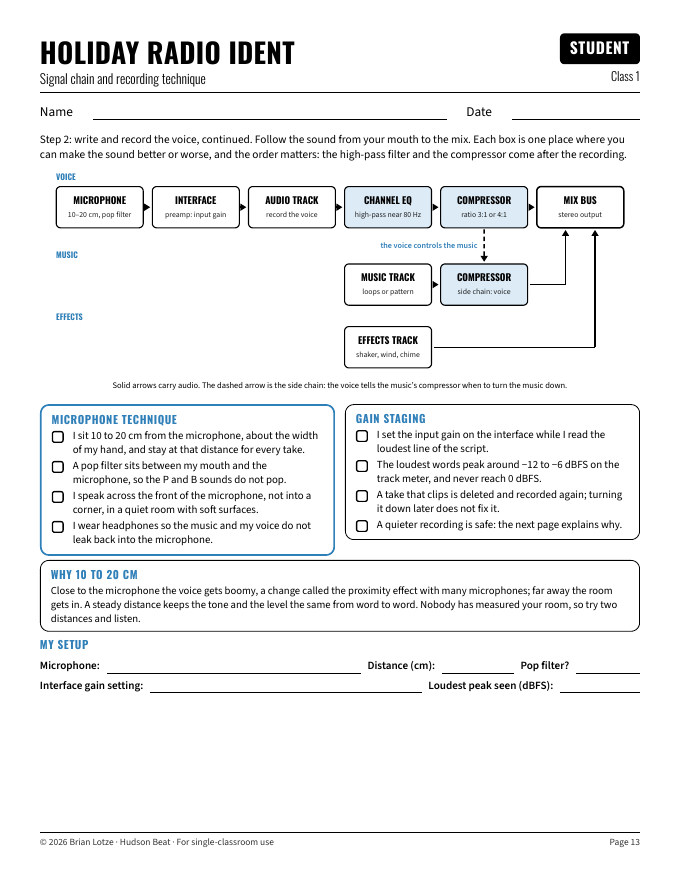 HOLIDAY RADIO IDENT
STUDENT
Signal chain and recording technique
Class 1
Name
Date
Step 2: write and record the voice, continued. Follow the sound from your mouth to the mix. Each box is one place where you
can make the sound better or worse, and the order matters: the high-pass filter and the compressor come after the recording.
VOICE
MICROPHONE
10–20 cm, pop filter
INTERFACE
preamp: input gain
AUDIO TRACK
record the voice
CHANNEL EQ
high-pass near 80 Hz
COMPRESSOR
ratio 3:1 or 4:1
MIX BUS
stereo output
the voice controls the music
MUSIC
MUSIC TRACK
loops or pattern
COMPRESSOR
side chain: voice
EFFECTS
EFFECTS TRACK
shaker, wind, chime
Solid arrows carry audio. The dashed arrow is the side chain: the voice tells the music's compressor when to turn the music down.
MICROPHONE TECHNIQUE
I sit 10 to 20 cm from the microphone, about the width
of my hand, and stay at that distance for every take.
A pop filter sits between my mouth and the
microphone, so the P and B sounds do not pop.
I speak across the front of the microphone, not into a
corner, in a quiet room with soft surfaces.
I wear headphones so the music and my voice do not
leak back into the microphone.
GAIN STAGING
I set the input gain on the interface while I read the
loudest line of the script.
The loudest words peak around −12 to −6 dBFS on the
track meter, and never reach 0 dBFS.
A take that clips is deleted and recorded again; turning
it down later does not fix it.
A quieter recording is safe: the next page explains why.
WHY 10 TO 20 CM
Close to the microphone the voice gets boomy, a change called the proximity effect with many microphones; far away the room
gets in. A steady distance keeps the tone and the level the same from word to word. Nobody has measured your room, so try two
distances and listen.
MY SETUP
Microphone:
Distance (cm):
Pop filter?
Interface gain setting:
Loudest peak seen (dBFS):
© 2026 Brian Lotze · Hudson Beat · For single-classroom use
Page 13